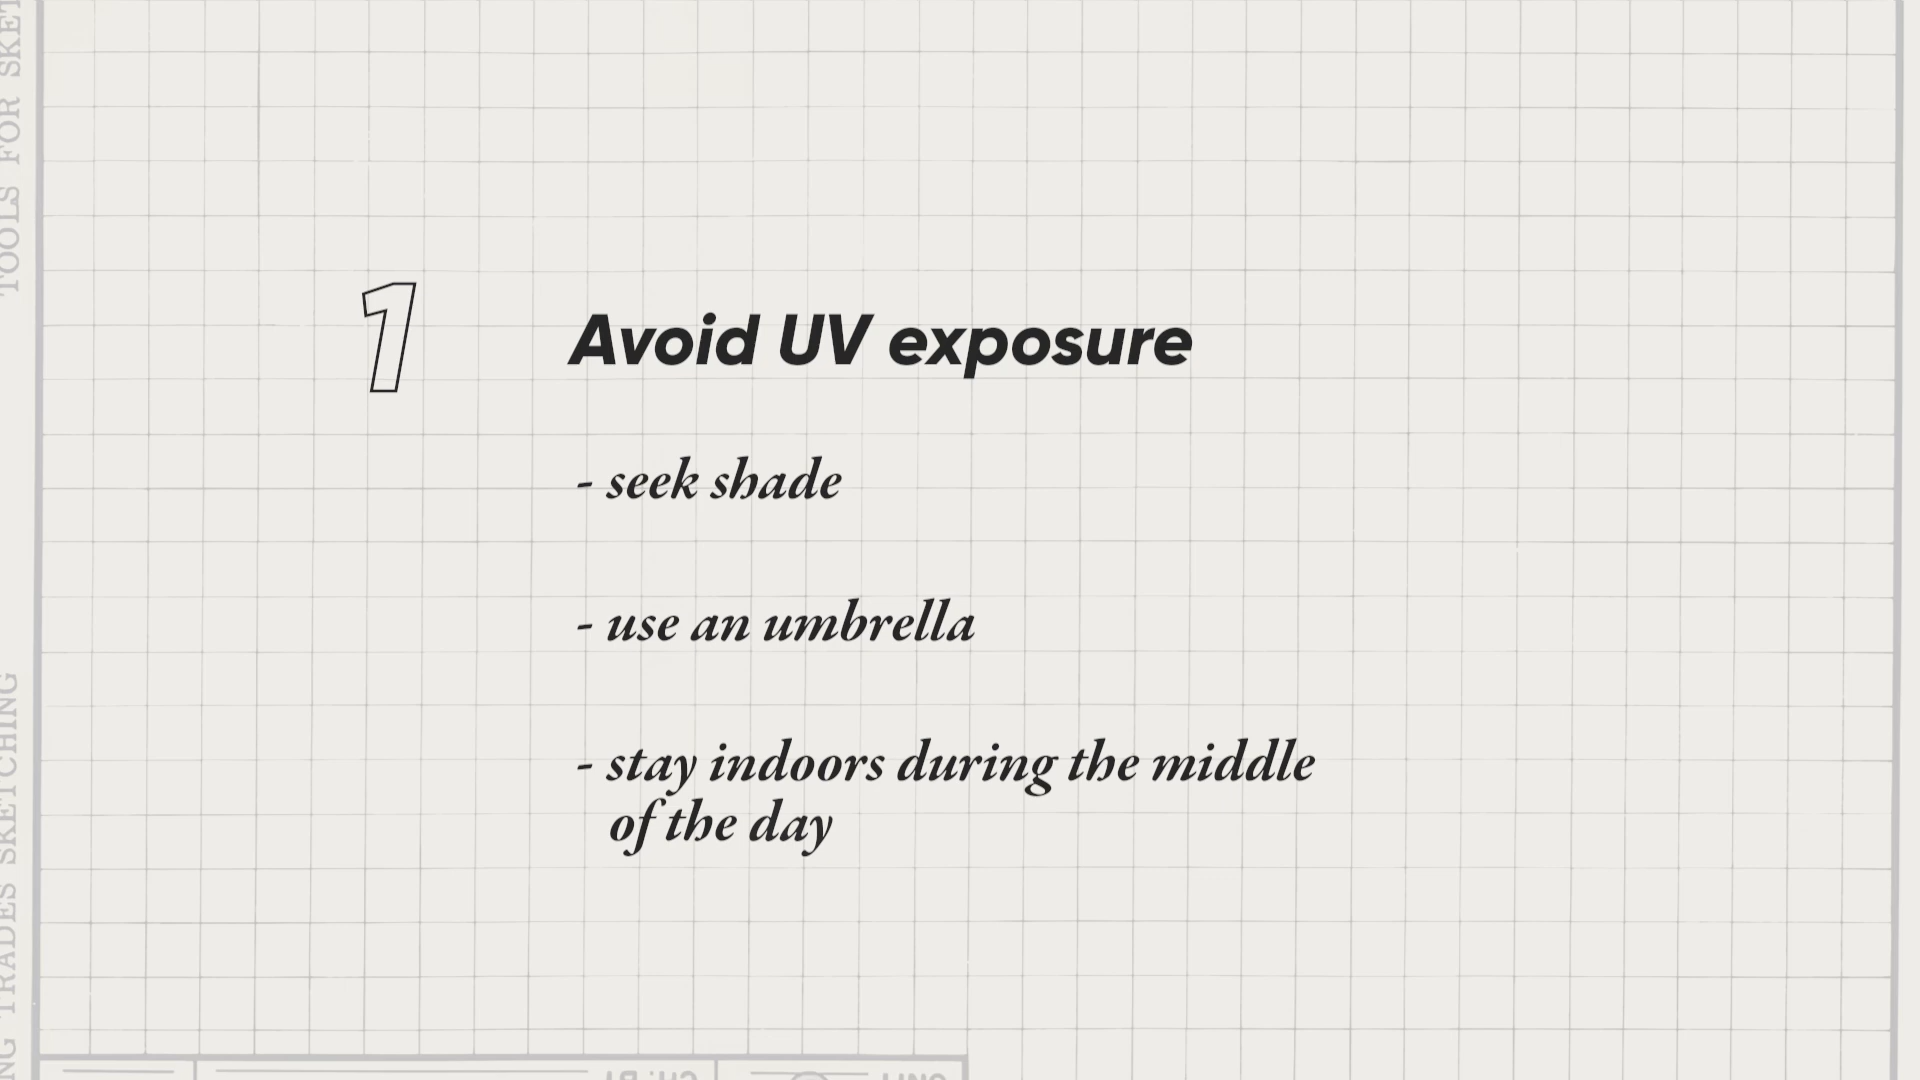 TOOLS FOR
1
Avoid UV exposure
- seek shade
- use an umbrella
- stay indoors during the middle
of the day
TRADES SKETCHING